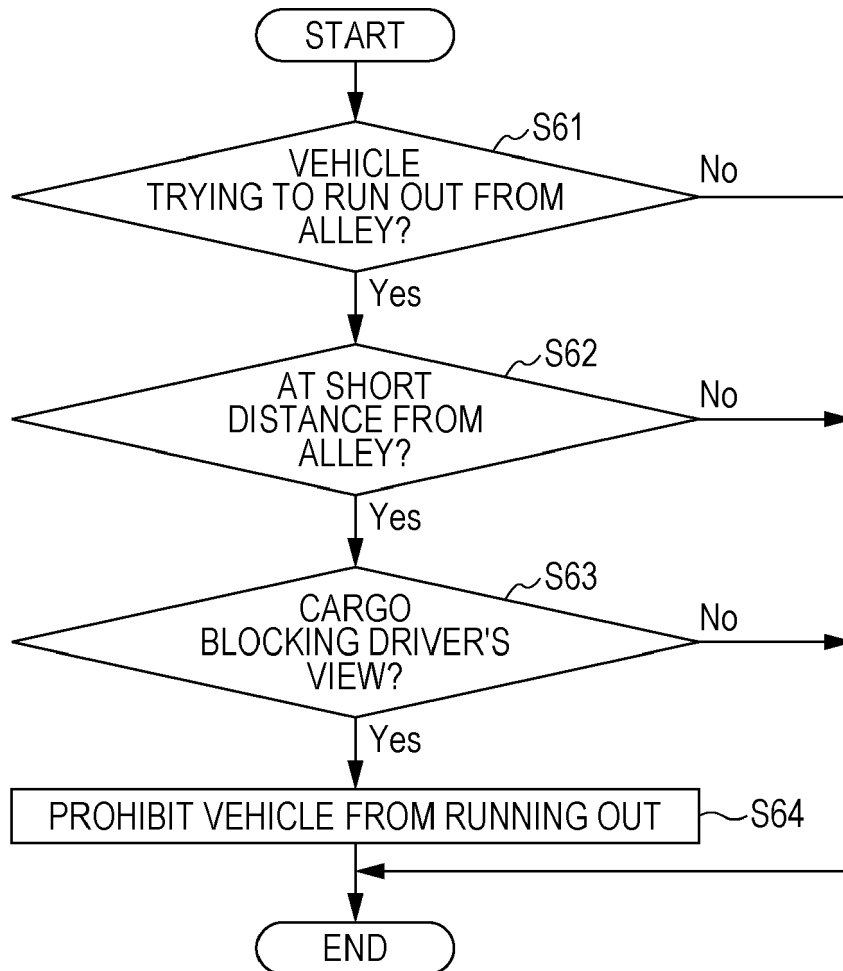 START
S61
VEHICLE
TRYING TO RUN OUT FROM
ALLEY?
No
Yes
S62
AT SHORT
DISTANCE FROM
ALLEY?
No
Yes
S63
CARGO
BLOCKING DRIVER'S
VIEW?
No
Yes
PROHIBIT VEHICLE FROM RUNNING OUT
S64
END